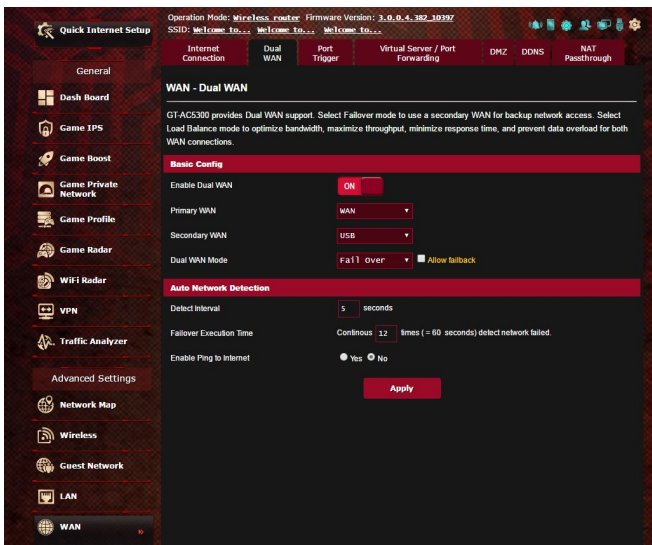 Quick Internet Setup
General
Dash Board
Game IPS
Game Boost
Game Private
Network
Game Profile
Game Radar
WiFi Radar
VPN
Traffic Analyzer
Advanced Settings
Network Map
Wireless
Guest Network
LAN
WAN
Operation Mode: Wireless router Firmware Version: 3.0.0.4.382_10397
SSID: Welcome to... Welcome to... Welcome to...
Internet
Connection
Dual
WAN
Port
Trigger
Virtual Server / Port
Forwarding
DMZ
DDNS
NAT
Passthrough
WAN - Dual WAN
GT-AC5300 provides Dual WAN support. Select Failover mode to use a secondary WAN for backup network access. Select
Load Balance mode to optimize bandwidth, maximize throughput, minimize response time, and prevent data overload for both
WAN connections.
Basic Config
Enable Dual WAN ON
Primary WAN WAN
Secondary WAN USB
Dual WAN Mode Fail Over Allow failback
Auto Network Detection
Detect Interval 5 seconds
Failover Execution Time Continous 12 times ( = 60 seconds) detect network failed.
Enable Ping to Internet Yes No
Apply